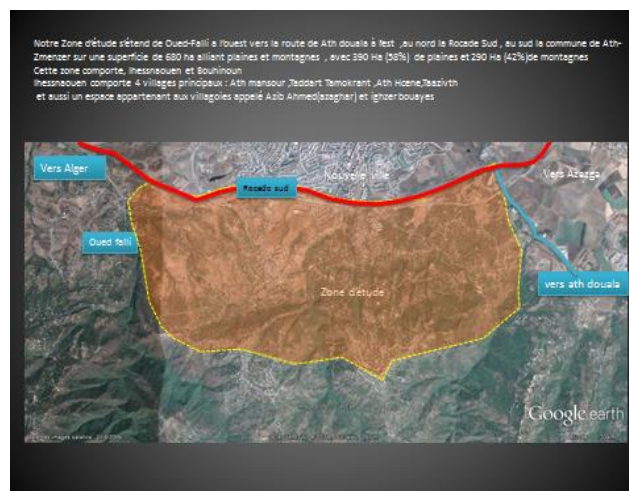 Notre Zone d'étude s'étend de Oued-Falli a l'ouest vers la route de Ath douala à l'est ,au nord la Rocade Sud , au sud la commune de Ath-
Zmenzer sur une superficie de 680 ha alliant plaines et montagnes , avec 390 Ha (58%) de plaines et 290 Ha (42%)de montagnes
Cette zone comporte, Ihessnaouen et Bouhinoun
Ihessnaouen comporte 4 villages principaux : Ath mansour ,Taddart Tamokrant ,Ath Hcene,Taazivth
et aussi un espace appartenant aux villagoies appelé Azib Ahmed(azaghar) et ighzer bouayes
Vers Alger
Nouvelle ville
Vers Azazga
Rocade sud
Oued falli
Zone d'étude
vers ath douala
Google earth